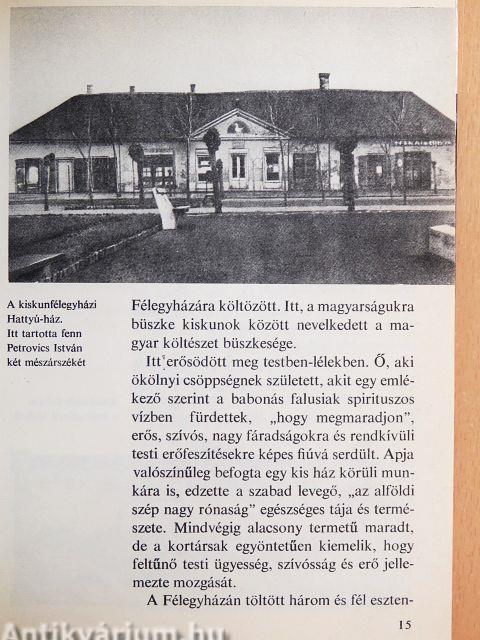 A kiskunfélegyházi
Hattyú-ház.
Itt tartotta fenn
Petrovics István
két mészárszékét
Félegyházára költözött. Itt, a magyarságukra
büszke kiskunok között nevelkedett a ma-
gyar költészet büszkesége.
Itt erősödött meg testben-lélekben. Ő, aki
ökölnyi csöppségnek született, akit egy emlé-
kező szerint a babonás falusiak spirituszos
vízben fürdettek, „hogy megmaradjon”,
erős, szívós, nagy fáradságokra és rendkívüli
testi erőfeszítésekre képes fiúvá serdült. Apja
valószínűleg befogta egy kis ház körüli mun-
kára is, edzette a szabad levegő, „az alföldi
szép nagy rónaság” egészséges tája és termé-
szete. Mindvégig alacsony termetű maradt,
de a kortársak egyöntetűen kiemelik, hogy
feltűnő testi ügyesség, szívósság és erő jelle-
mezte mozgását.
A Félegyházán töltött három és fél eszten-
15
Antikvárium.hu